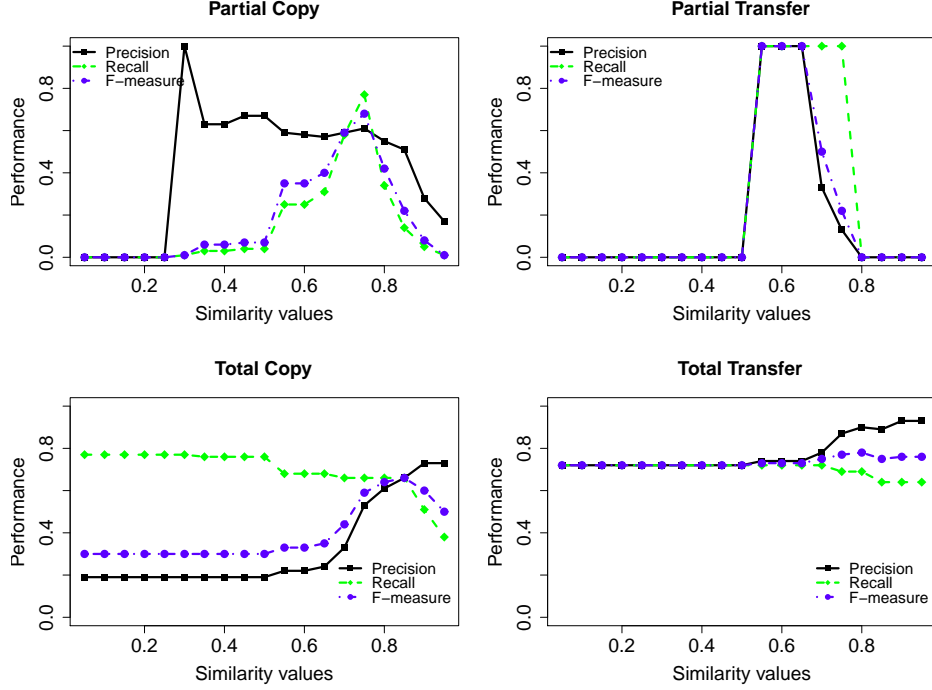 Partial Copy
Performance
0.0 0.4 0.8
Precision
Recall
F−measure
0.2 0.4 0.6 0.8
Similarity values
Partial Transfer
Performance
0.0 0.4 0.8
Precision
Recall
F−measure
0.2 0.4 0.6 0.8
Similarity values
Total Copy
Performance
0.0 0.4 0.8
Precision
Recall
F−measure
0.2 0.4 0.6 0.8
Similarity values
Total Transfer
Performance
0.0 0.4 0.8
Precision
Recall
F−measure
0.2 0.4 0.6 0.8
Similarity values